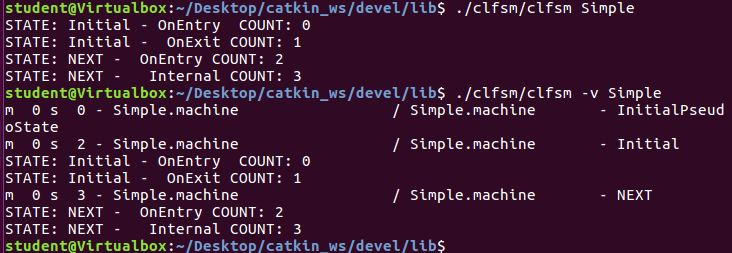 student@Virtualbox:~/Desktop/catkin_ws/devel/lib$ ./clfsm/clfsm Simple
STATE: Initial - OnEntry  COUNT: 0
STATE: Initial -  OnExit COUNT: 1
STATE: NEXT -  OnEntry COUNT: 2
STATE: NEXT -   Internal COUNT: 3
student@Virtualbox:~/Desktop/catkin_ws/devel/lib$ ./clfsm/clfsm -v Simple
m  0 s  0 - Simple.machine                   / Simple.machine       - InitialPseud
oState
m  0 s  2 - Simple.machine                   / Simple.machine       - Initial
STATE: Initial - OnEntry  COUNT: 0
STATE: Initial -  OnExit COUNT: 1
m  0 s  3 - Simple.machine                   / Simple.machine       - NEXT
STATE: NEXT -  OnEntry COUNT: 2
STATE: NEXT -   Internal COUNT: 3
student@Virtualbox:~/Desktop/catkin_ws/devel/lib$